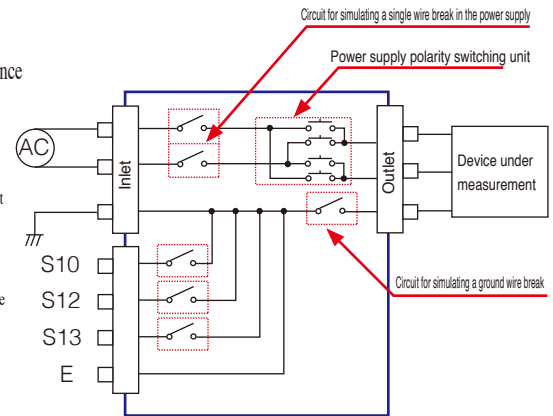 Circuit for simulating a single wire break in the power supply
Power supply polarity switching unit
AC
Inlet
Outlet
Device under
measurement
Circuit for simulating a ground wire break
S10
S12
S13
E